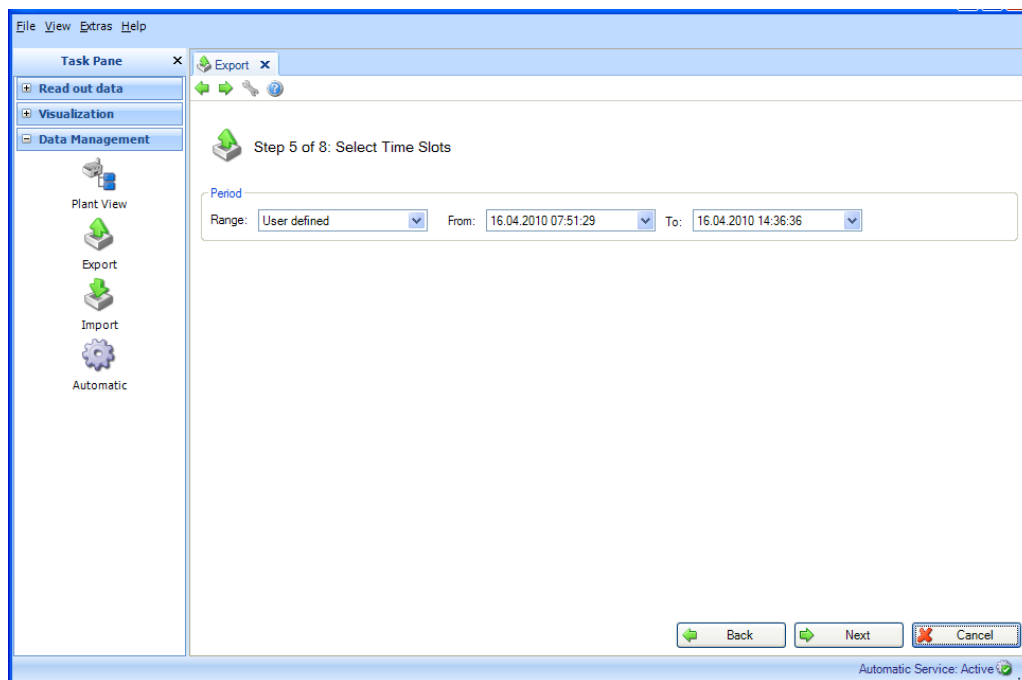 File View Extras Help
Task Pane
Export
Read out data
Visualization
Data Management
Step 5 of 8: Select Time Slots
Plant View
Period
Range: User defined From: 16.04.2010 07:51:29 To: 16.04.2010 14:36:36
Export
Import
Automatic
Back Next Cancel
Automatic Service: Active